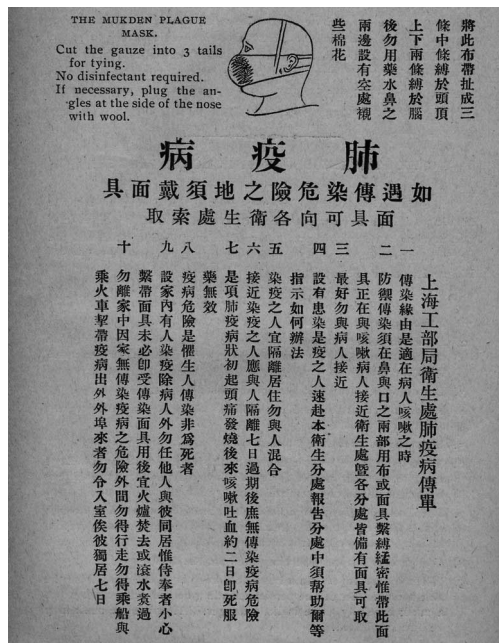 THE MUKDEN PLAGUE
MASK.
Cut the gauze into 3 tails
for tying.
No disinfectant required.
If necessary, plug the an-
gles at the side of the nose
with wool.
將此布帶扯成三
條中條縛於頭頂
上下兩條縛於腦
後勿用藥水鼻之
兩邊設有空處襯
些棉花
肺疫病
如遇傳染危險之地須戴面具
面具可向各衛生處索取
上海工部局衛生處肺疫病傳單
一 傳染緣由是適在病人咳嗽之時
二 防禦傳染須在鼻與口之兩部用布或面具繫縛密惟帶此面
具正在與咳嗽病人接近衛生處暨各分處皆備有面具可取
三 最好勿與病人接近
四 設有患染是疫之人速赴本衛生分處報告分處中須帮助爾等
指示如何辦法
五 染疫之人宜隔離居住勿與人混合
六 接近染疫之人應與人隔離七日過期後庶無傳染疫病危險
七 是項肺疫病狀初起頭痛發燒後來咳嗽吐血約二日卽死服
藥無效
八 疫病危險是生人傳染非爲死者
九 設家內有人染疫除病人外勿任他人與彼同居惟侍奉者小心
繫帶面具未必卽受傳染面具用後宜火爐焚去或滾水煑過
十 勿離家中因家無傳染疫病之危險外間勿得行走勿得乘船與
乘火車挈帶疫病出外外埠來者勿令入室俟彼獨居七日